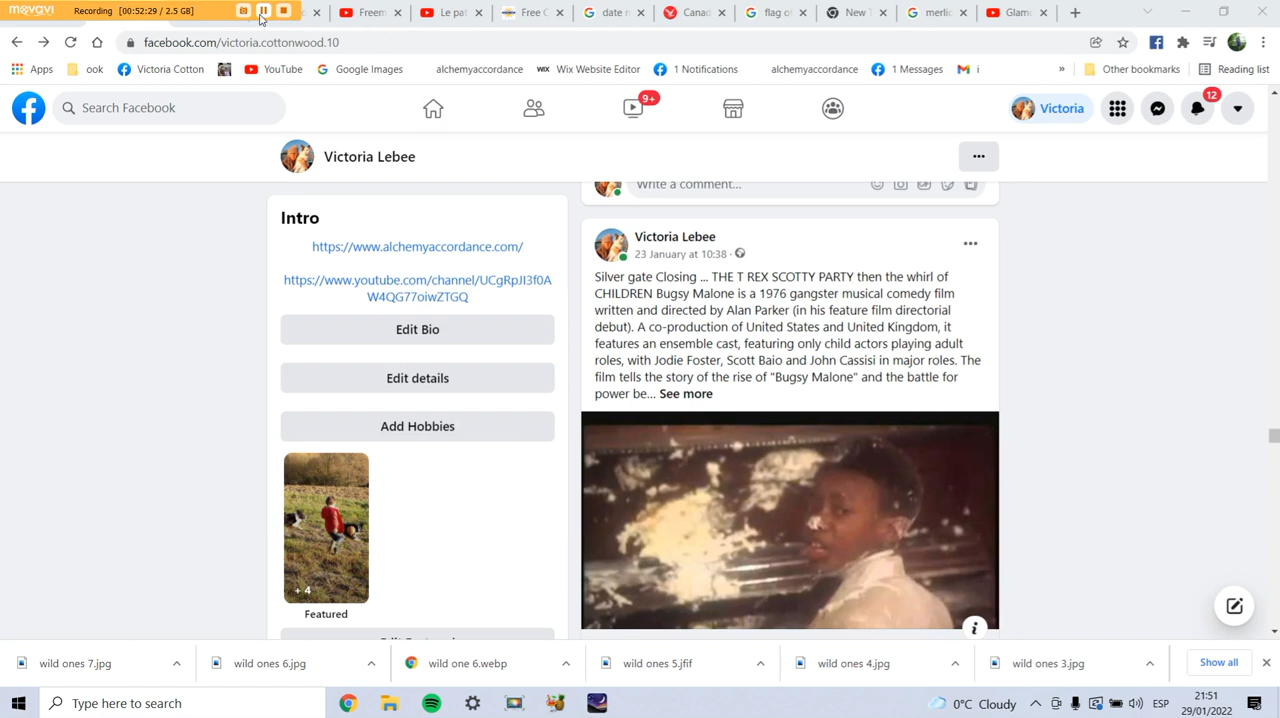 movavi Recording (00:52:29 / 2.5 GB)
Freem
Le pat
Free C
date n
Canad
flag of
New T
merlic
Glame
facebook.com/victoria.cottonwood.10
Apps ook Victoria Cotton YouTube Google Images alchemyaccordance WIX Wix Website Editor 1 Notifications alchemyaccordance 1 Messages i » Other bookmarks Reading list
Search Facebook 9+ Victoria 12
Victoria Lebee
Write a comment...
Intro
https://www.alchemyaccordance.com/
https://www.youtube.com/channel/UCgRpJI3f0A
W4QG77oiwZTGQ
Edit Bio
Edit details
Add Hobbies
+ 4
Featured
Victoria Lebee
23 January at 10:38 ·
Silver gate Closing ... THE T REX SCOTTY PARTY then the whirl of
CHILDREN Bugsy Malone is a 1976 gangster musical comedy film
written and directed by Alan Parker (in his feature film directorial
debut). A co-production of United States and United Kingdom, it
features an ensemble cast, featuring only child actors playing adult
roles, with Jodie Foster, Scott Baio and John Cassisi in major roles. The
film tells the story of the rise of "Bugsy Malone" and the battle for
power be... See more
wild ones 7.jpg
wild ones 6.jpg
wild one 6.webp
wild ones 5.jfif
wild ones 4.jpg
wild ones 3.jpg
Show all
Type here to search
0°C Cloudy
ESP
21:51
29/01/2022